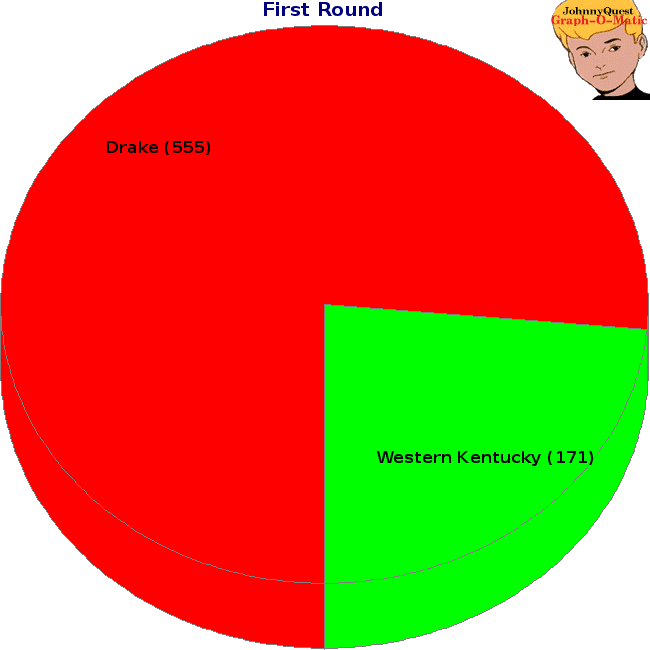 First Round
JohnnyQuest
Graph-O-Matic
Drake (555)
Western Kentucky (171)